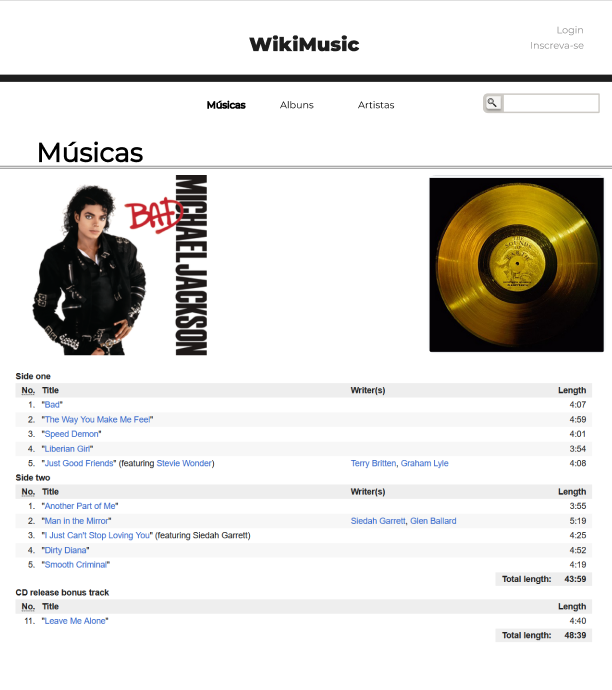 Login
WikiMusic
Inscreva-se
Músicas Albuns Artistas
Músicas
BAD
MICHAEL JACKSON
THE
SOUNDS
OF
EARTH
Side one
No. Title Writer(s) Length
1. "Bad" 4:07
2. "The Way You Make Me Feel" 4:59
3. "Speed Demon" 4:01
4. "Liberian Girl" 3:54
5. "Just Good Friends" (featuring Stevie Wonder) Terry Britten, Graham Lyle 4:08
Side two
No. Title Writer(s) Length
1. "Another Part of Me" 3:55
2. "Man in the Mirror" Siedah Garrett, Glen Ballard 5:19
3. "I Just Can't Stop Loving You" (featuring Siedah Garrett) 4:25
4. "Dirty Diana" 4:52
5. "Smooth Criminal" 4:19
Total length: 43:59
CD release bonus track
No. Title Length
11. "Leave Me Alone" 4:40
Total length: 48:39